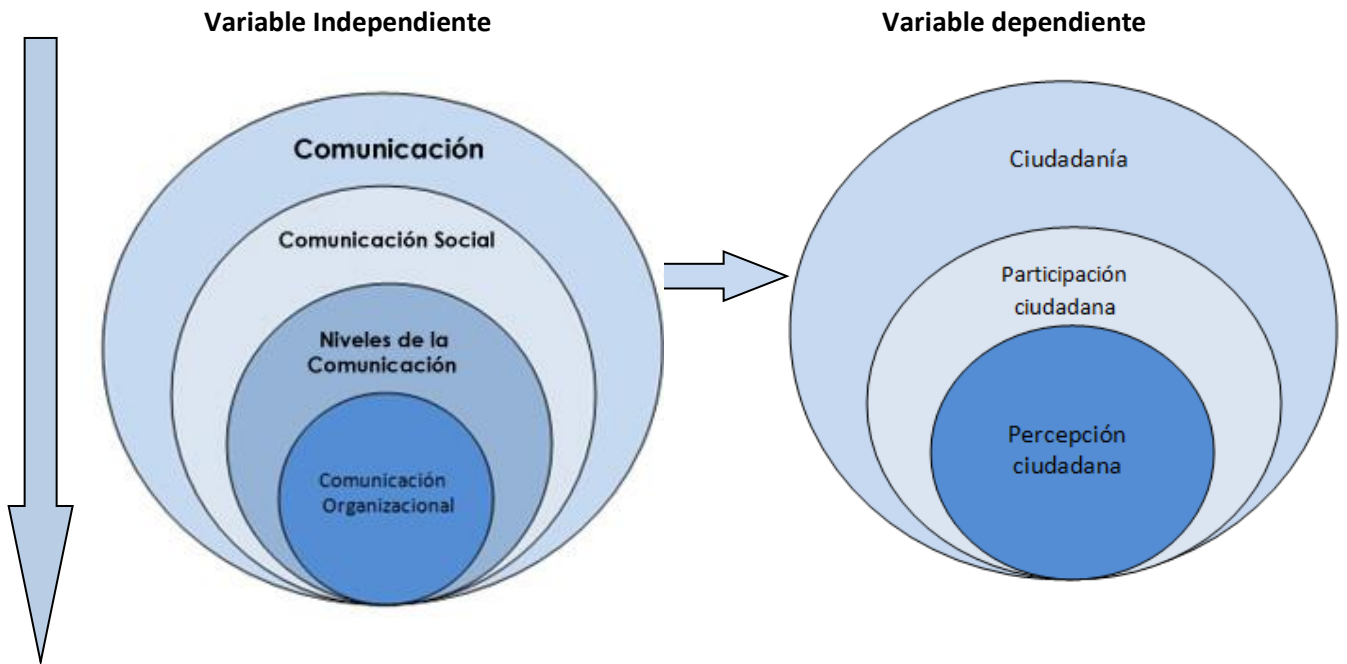 Variable Independiente
Variable dependiente
Comunicación
Comunicación Social
Niveles de la
Comunicación
Comunicación
Organizacional
Ciudadanía
Participación
ciudadana
Percepción
ciudadana